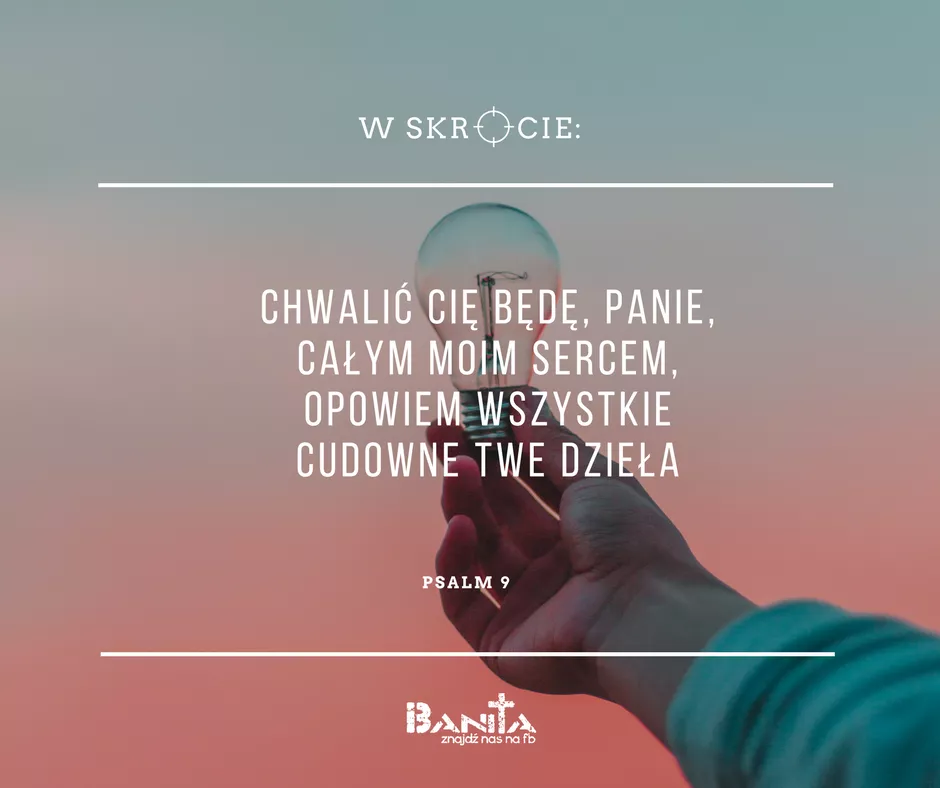 W SKRÓCIE:
CHWALIĆ CIĘ BĘDĘ, PANIE,
CAŁYM MOIM SERCEM,
OPOWIEM WSZYSTKIE
CUDOWNE TWE DZIEŁA
PSALM 9
BANITA
znajdź nas na fb